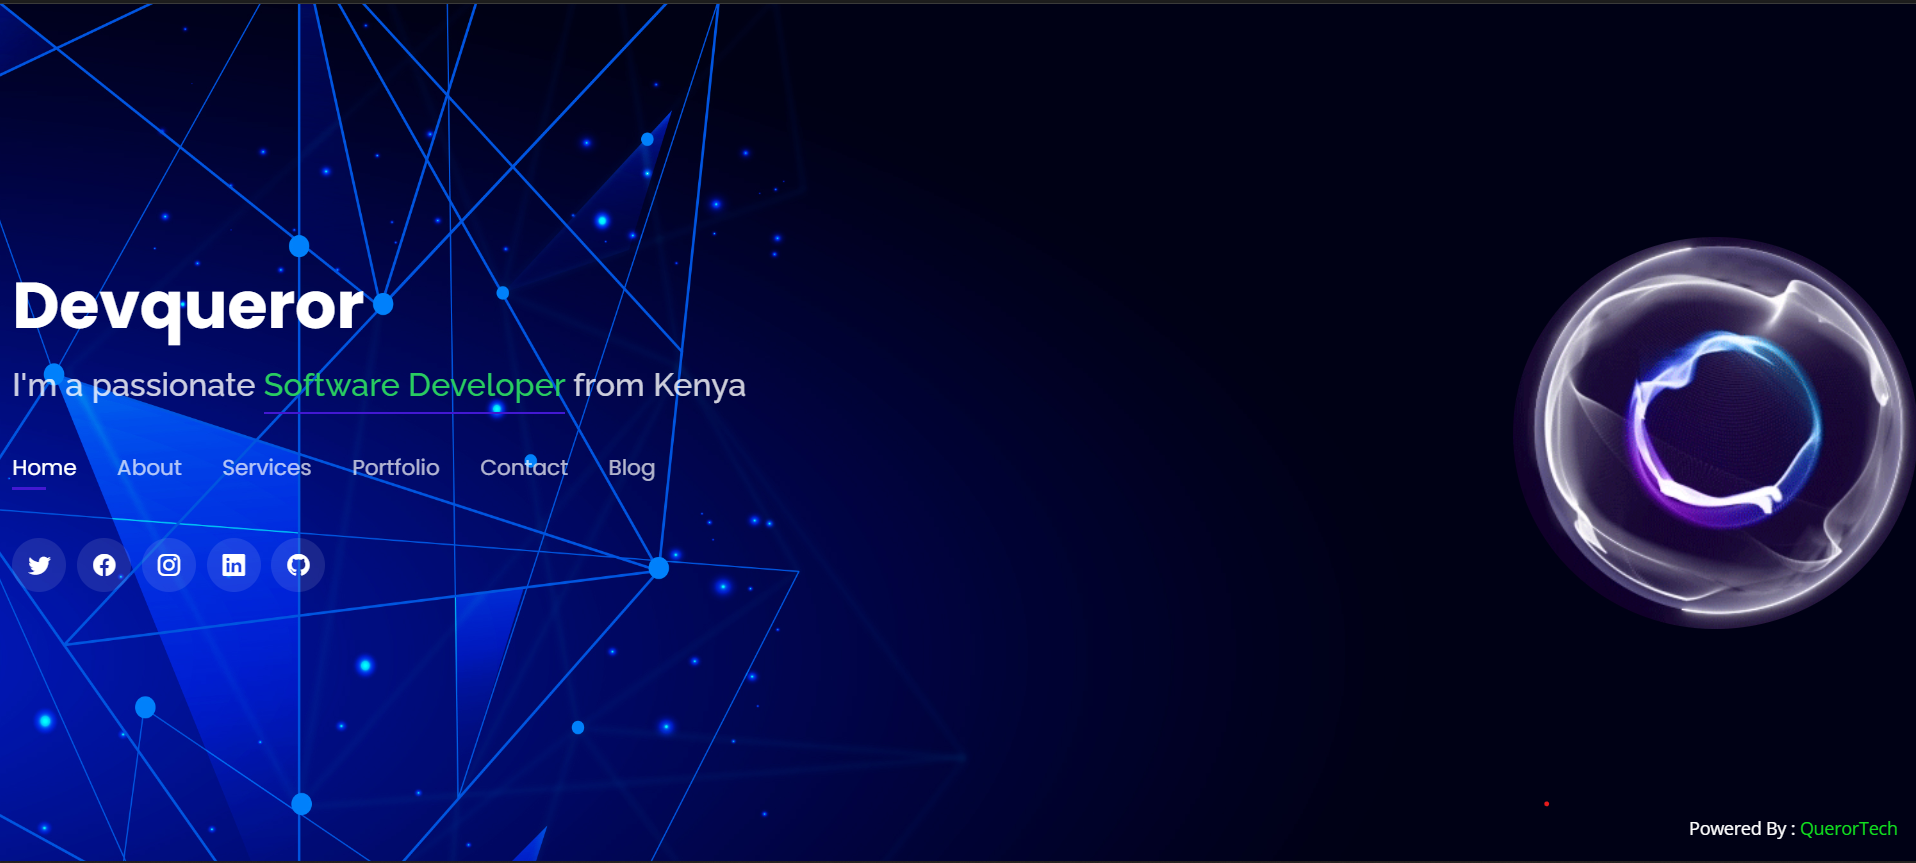 Devqueror
I'm a passionate Software Developer from Kenya
Home About Services Portfolio Contact Blog
Powered By : QuerorTech